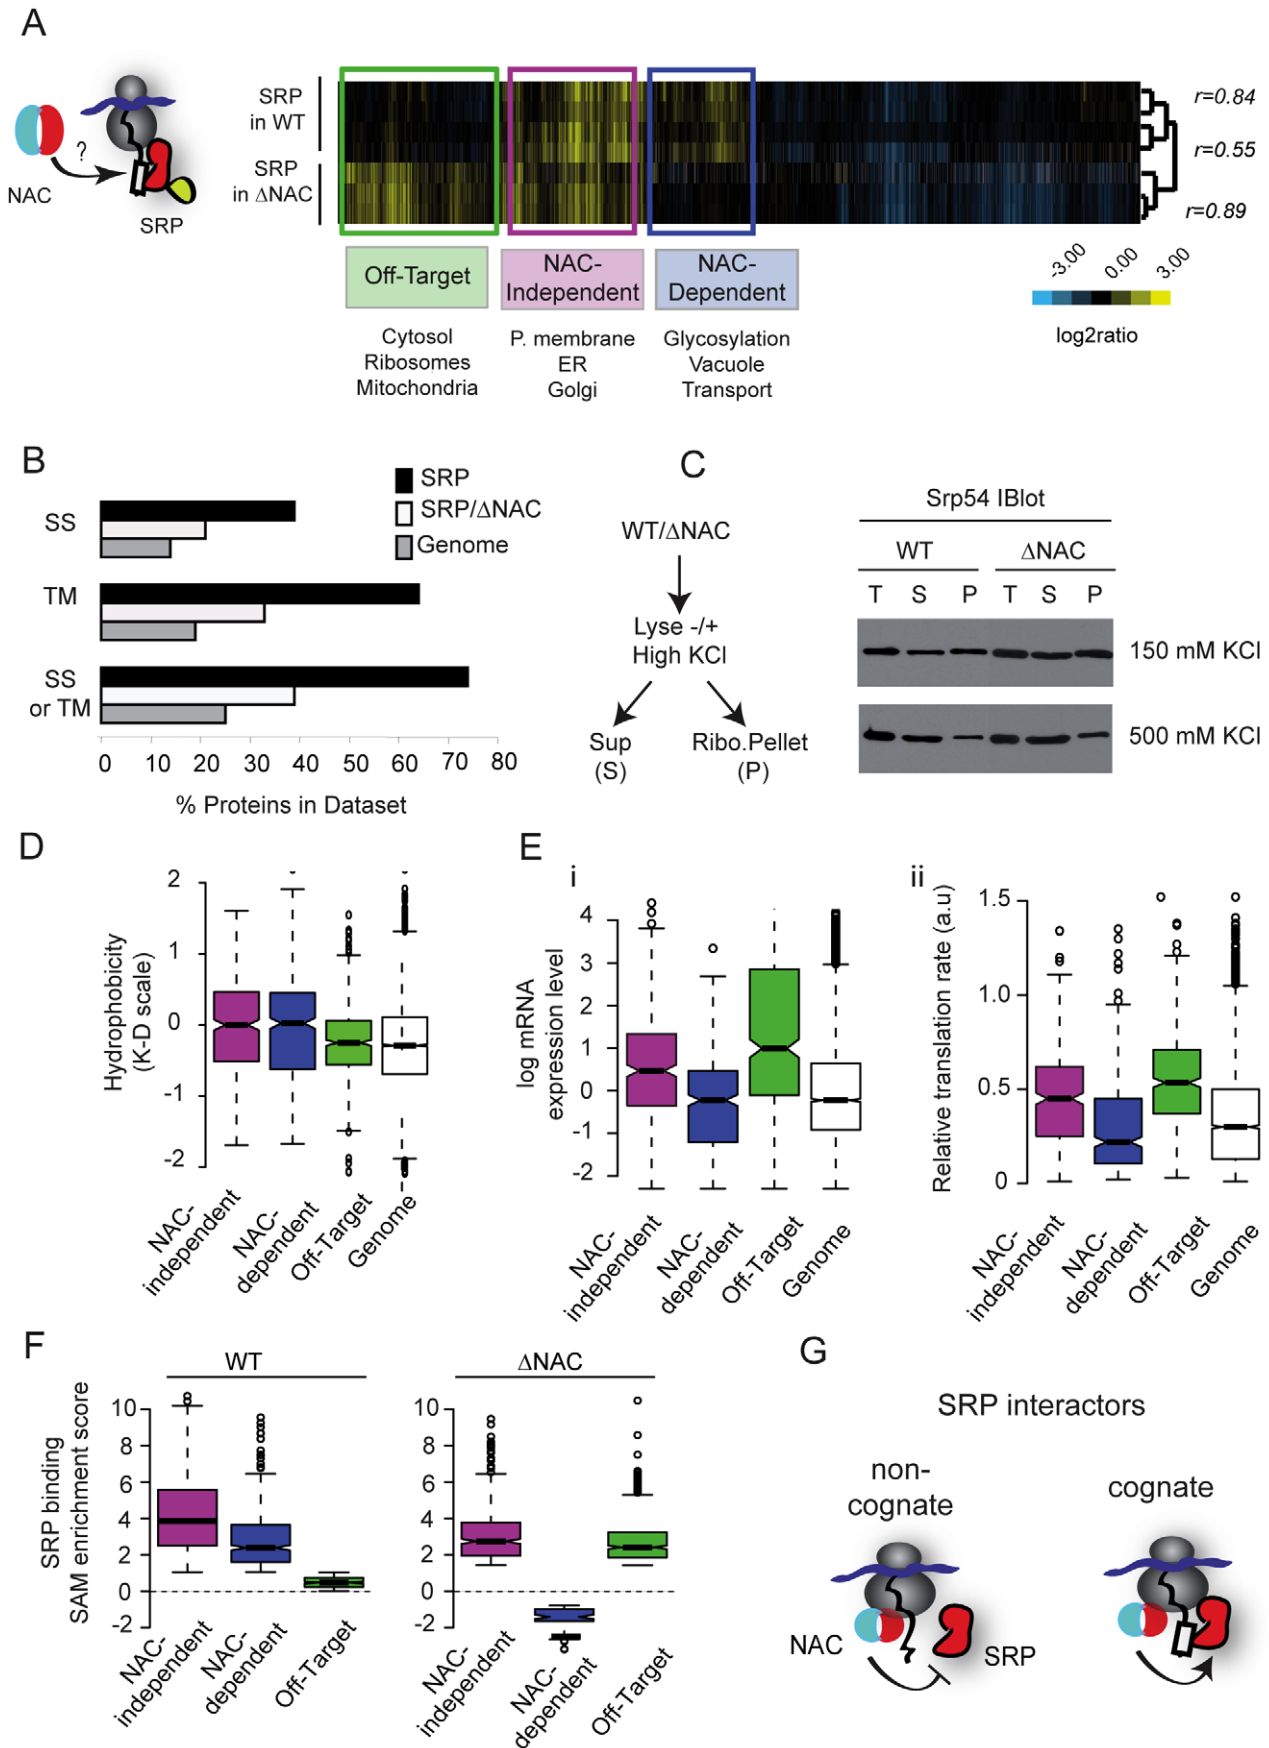 A
SRP
in WT
SRP
in ΔNAC
?
NAC
SRP
r=0.84
r=0.55
r=0.89
Off-Target
NAC-
Independent
NAC-
Dependent
Cytosol
Ribosomes
Mitochondria
P. membrane
ER
Golgi
Glycosylation
Vacuole
Transport
-3.00
0.00
3.00
log2ratio
B
SRP
SRP/ΔNAC
Genome
SS
TM
SS
or TM
0 10 20 30 40 50 60 70 80
% Proteins in Dataset
C
WT/ΔNAC
Lyse -/+
High KCl
Sup
(S)
Ribo.Pellet
(P)
Srp54 IBlot
WT ΔNAC
T S P T S P
150 mM KCl
500 mM KCl
D
Hydrophobicity
(K-D scale)
2
1
0
-1
-2
NAC-
independent
NAC-
dependent
Off-Target
Genome
E
i
log mRNA
expression level
4
3
2
1
0
-1
-2
NAC-
independent
NAC-
dependent
Off-Target
Genome
ii
Relative translation rate (a.u)
1.5
1.0
0.5
0
NAC-
independent
NAC-
dependent
Off-Target
Genome
F
WT
SRP binding
SAM enrichment score
10
8
6
4
2
0
-2
NAC-
independent
NAC-
dependent
Off-Target
ΔNAC
10
8
6
4
2
0
-2
NAC-
independent
NAC-
dependent
Off-Target
G
SRP interactors
non-
cognate
cognate
NAC
SRP